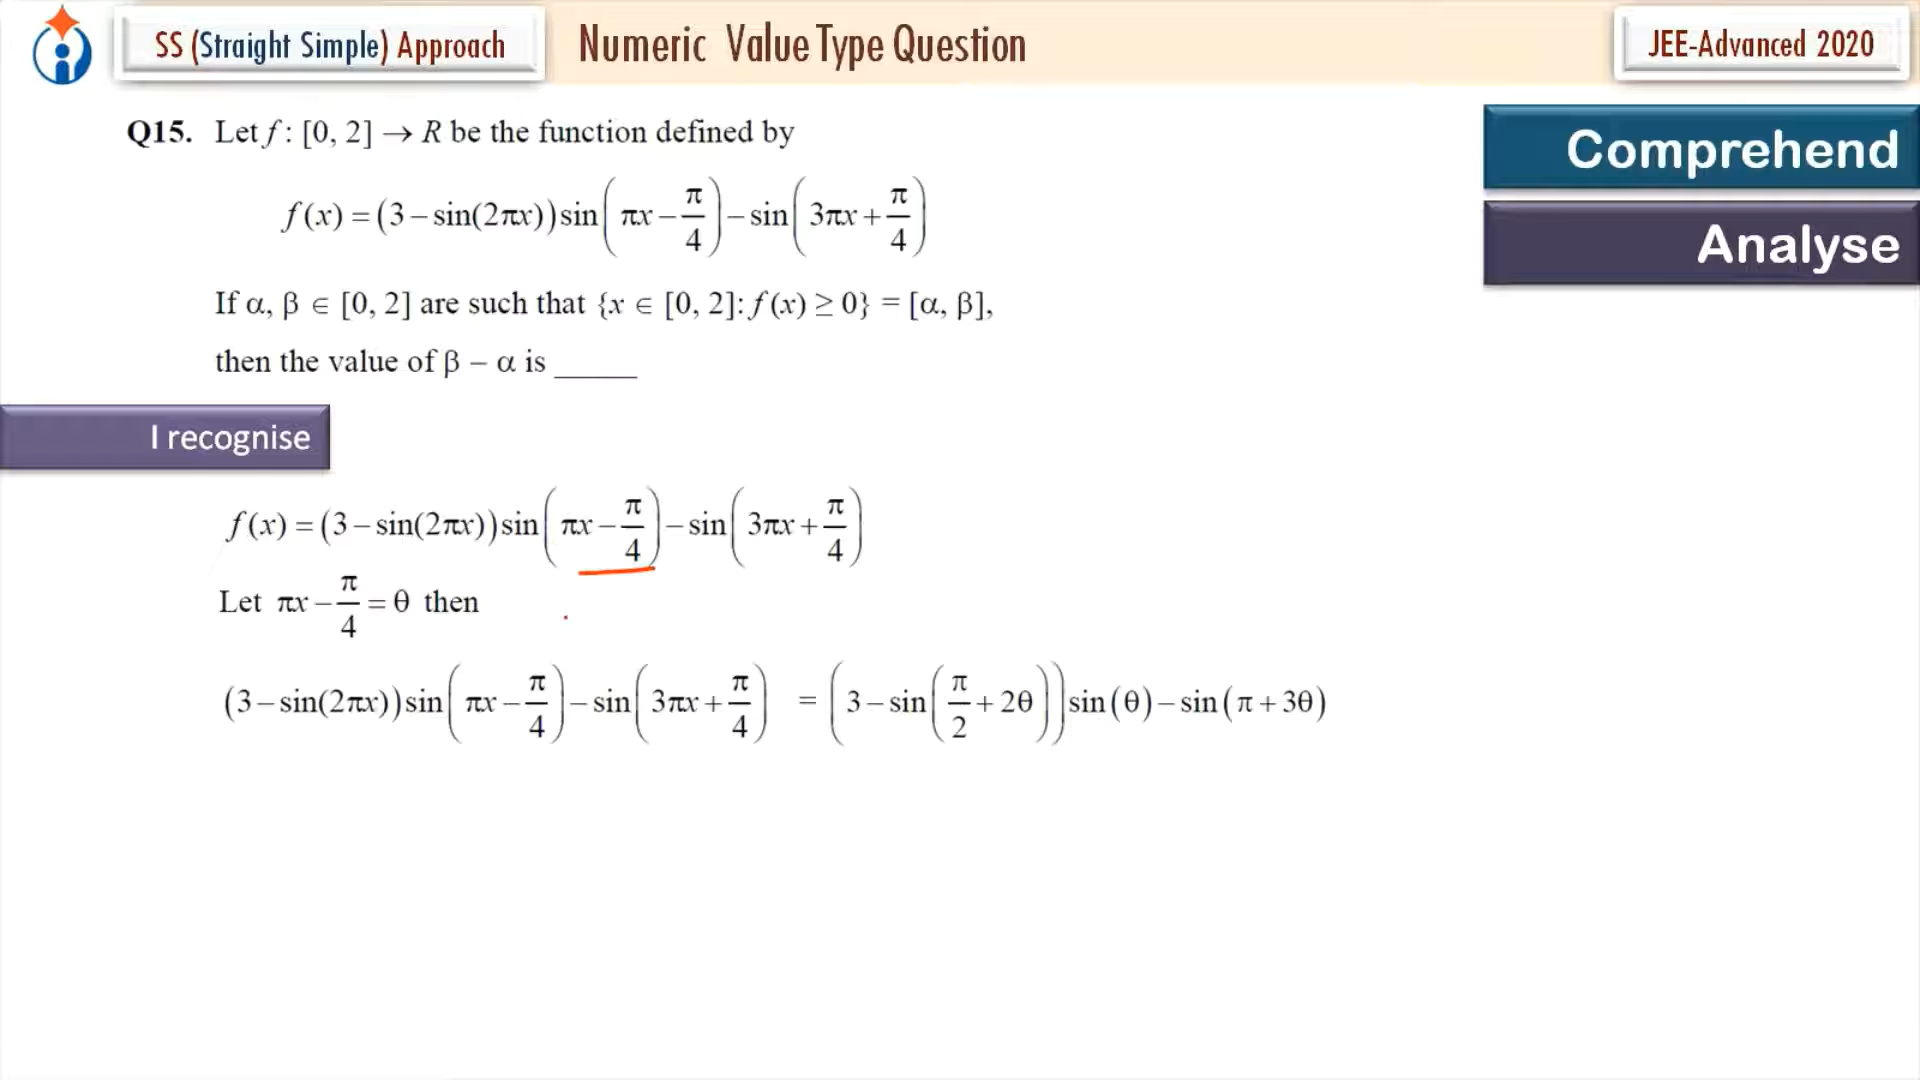 SS (Straight Simple) Approach
Numeric Value Type Question
JEE-Advanced 2020
Comprehend
Analyse
Q15. Let f : [0, 2] → R be the function defined by
f(x) = (3 − sin(2πx)) sin(πx − π/4) − sin(3πx + π/4)
If α, β ∈ [0, 2] are such that {x ∈ [0, 2]: f(x) ≥ 0} = [α, β],
then the value of β − α is _____
I recognise
f(x) = (3 − sin(2πx)) sin(πx − π/4) − sin(3πx + π/4)
Let πx − π/4 = θ then
(3 − sin(2πx)) sin(πx − π/4) − sin(3πx + π/4) = (3 − sin(π/2 + 2θ)) sin(θ) − sin(π + 3θ)